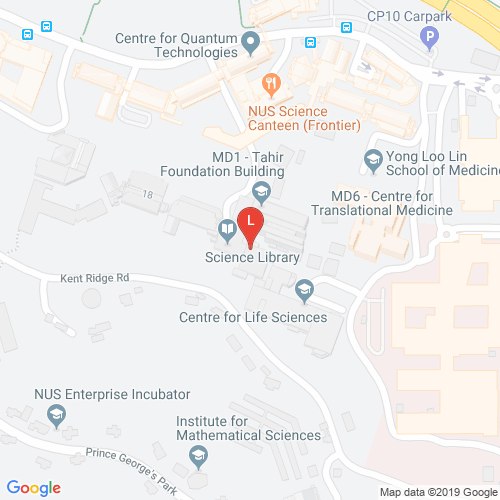 CP10 Carpark
P
Centre for Quantum
Technologies
NUS Science
Canteen (Frontier)
MD1 - Tahir
Foundation Building
Yong Loo Lin
School of Medicine
18
MD6 - Centre for
Translational Medicine
L
Science Library
Kent Ridge Rd
Centre for Life Sciences
NUS Enterprise Incubator
Institute for
Mathematical Sciences
Prince George's Park
Google
Map data ©2019 Google